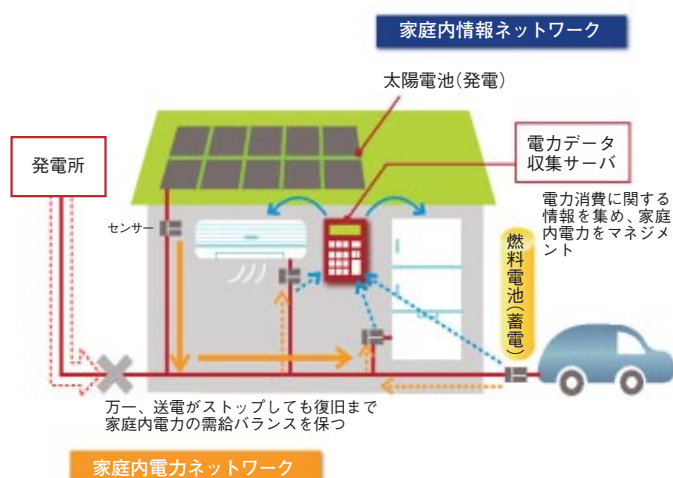 家庭内情報ネットワーク
太陽電池(発電)
発電所
電力データ
収集サーバ
電力消費に関する
情報を集め、家庭
内電力をマネジメ
ント
センサー
燃料電池(蓄電)
万一、送電がストップしても復旧まで
家庭内電力の需給バランスを保つ
家庭内電力ネットワーク